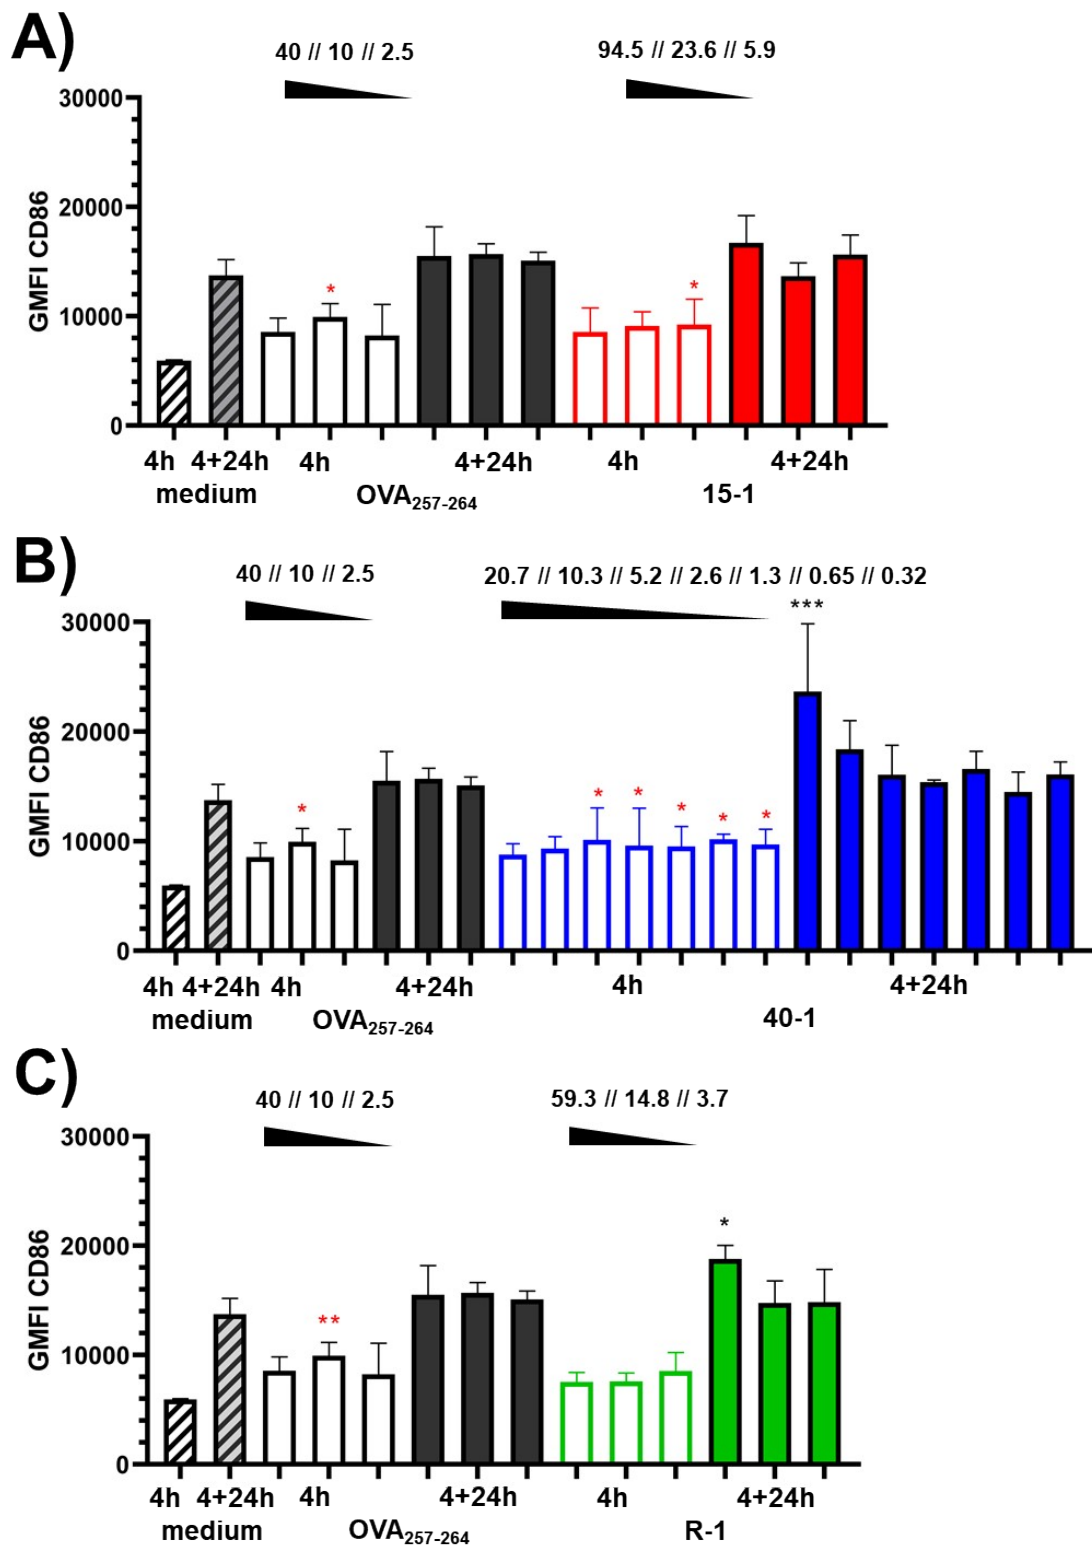 A)
40 // 10 // 2.5 94.5 // 23.6 // 5.9
30000
20000
10000
0
GMFI CD86
* *
4h 4+24h 4h 4+24h 4h 4+24h
medium OVA257-264 15-1
B)
40 // 10 // 2.5 20.7 // 10.3 // 5.2 // 2.6 // 1.3 // 0.65 // 0.32
***
30000
20000
10000
0
GMFI CD86
* * * * * *
4h 4+24h 4h 4+24h 4h 4+24h
medium OVA257-264 40-1
C)
40 // 10 // 2.5 59.3 // 14.8 // 3.7
30000
20000
10000
0
GMFI CD86
** *
4h 4+24h 4h 4+24h 4h 4+24h
medium OVA257-264 R-1